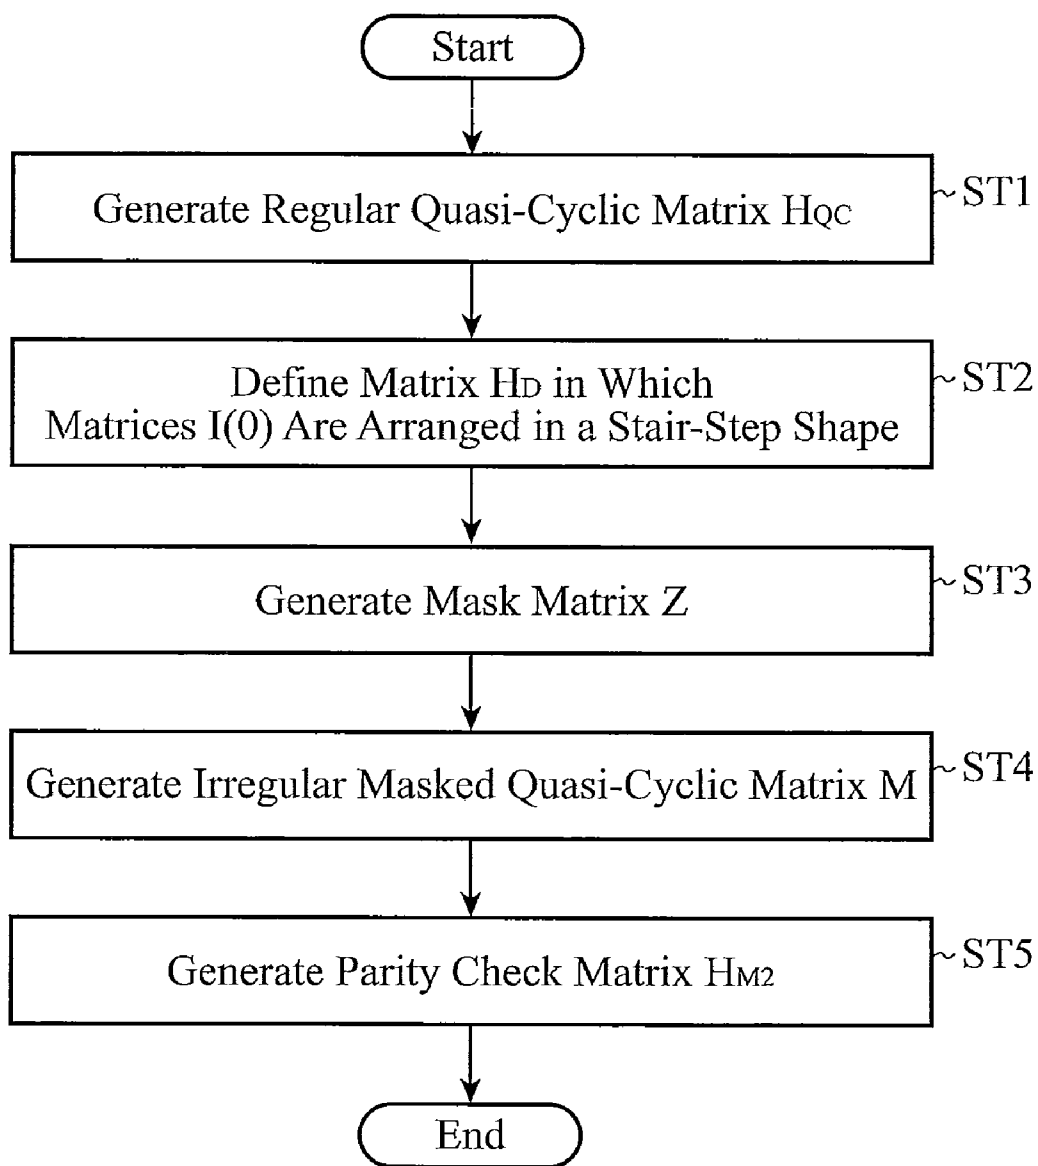 Start
Generate Regular Quasi-Cyclic Matrix HQC
~ST1
Define Matrix HD in Which
Matrices I(0) Are Arranged in a Stair-Step Shape
~ST2
Generate Mask Matrix Z
~ST3
Generate Irregular Masked Quasi-Cyclic Matrix M
~ST4
Generate Parity Check Matrix HM2
~ST5
End